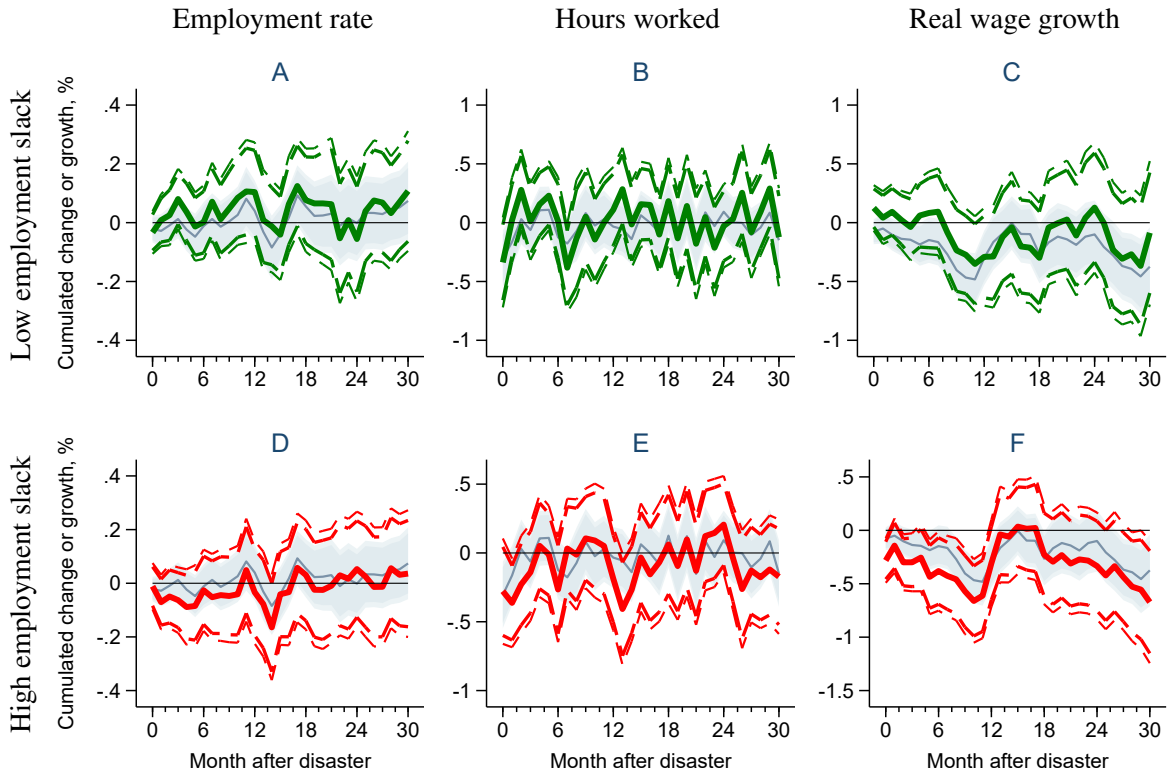 Employment rate Hours worked Real wage growth
Low employment slack
Cumulated change or growth, %
A
.4
.2
0
-.2
-.4
0 6 12 18 24 30
B
1
.5
0
-.5
-1
0 6 12 18 24 30
C
1
.5
0
-.5
-1
0 6 12 18 24 30
High employment slack
Cumulated change or growth, %
D
.4
.2
0
-.2
-.4
0 6 12 18 24 30
Month after disaster
E
.5
0
-.5
-1
0 6 12 18 24 30
Month after disaster
F
.5
0
-.5
-1
-1.5
0 6 12 18 24 30
Month after disaster